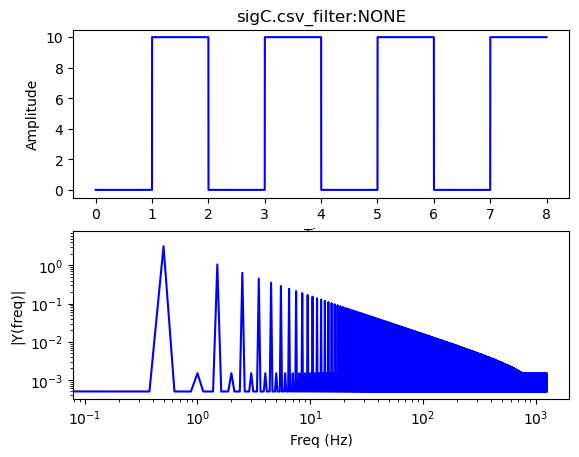 sigC.csv_filter:NONE
Amplitude
10
8
6
4
2
0
0 1 2 3 4 5 6 7 8
|Y(freq)|
10⁰
10⁻¹
10⁻²
10⁻³
10⁻¹ 10⁰ 10¹ 10² 10³
Freq (Hz)